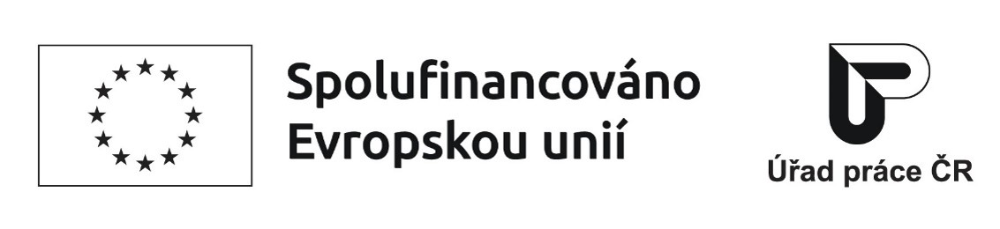 Spolufinancováno
Evropskou unií
Úřad práce ČR